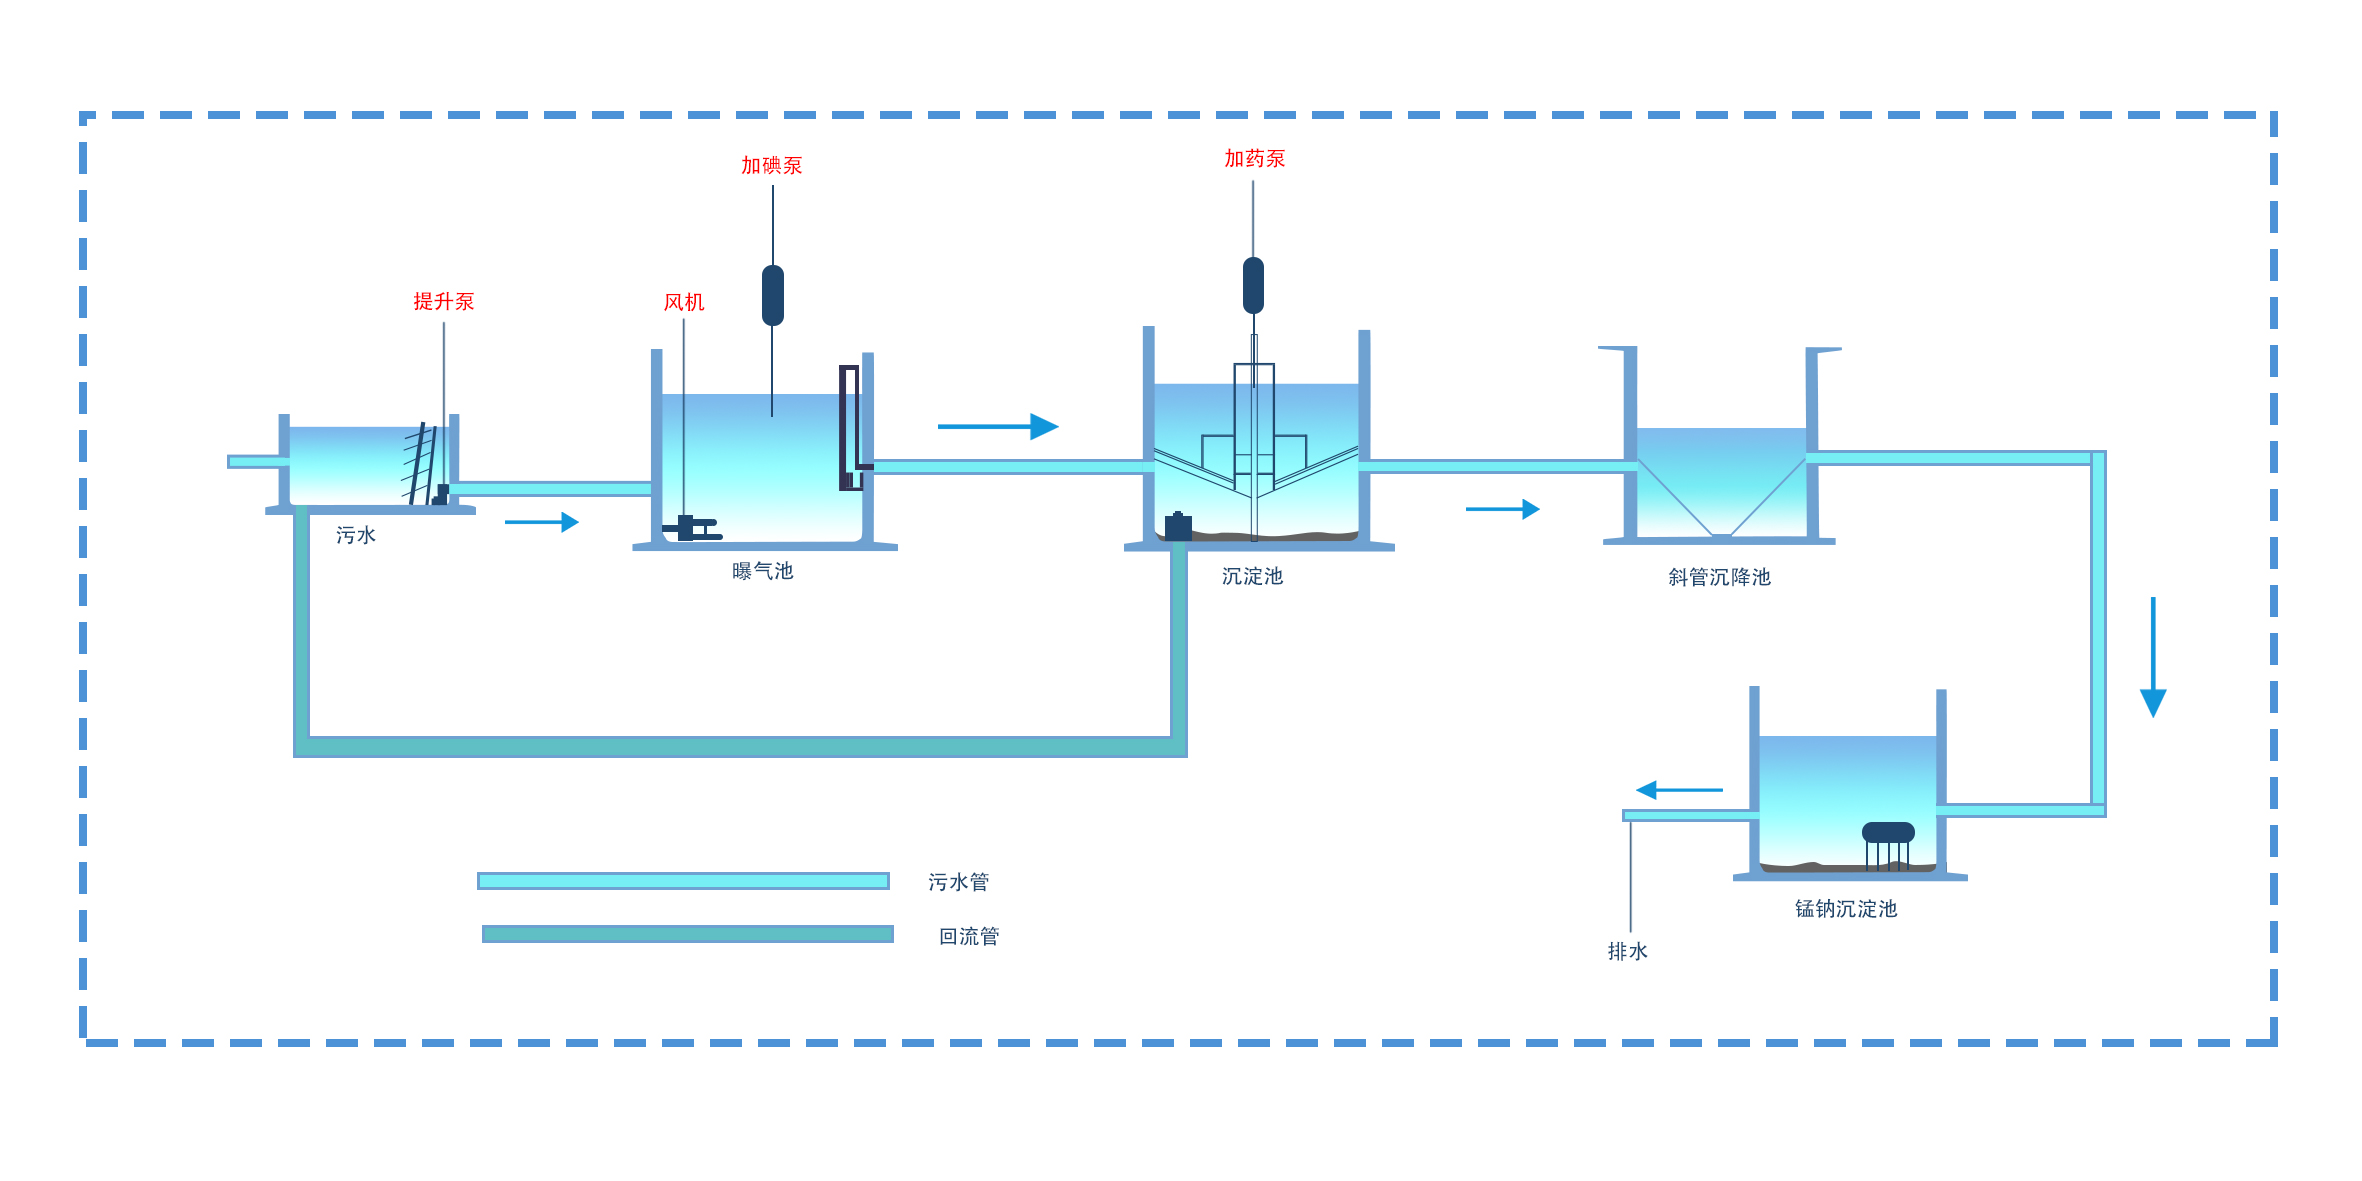 加碘泵
加药泵
提升泵
风机
污水
曝气池
沉淀池
斜管沉降池
污水管
锰钠沉淀池
回流管
排水